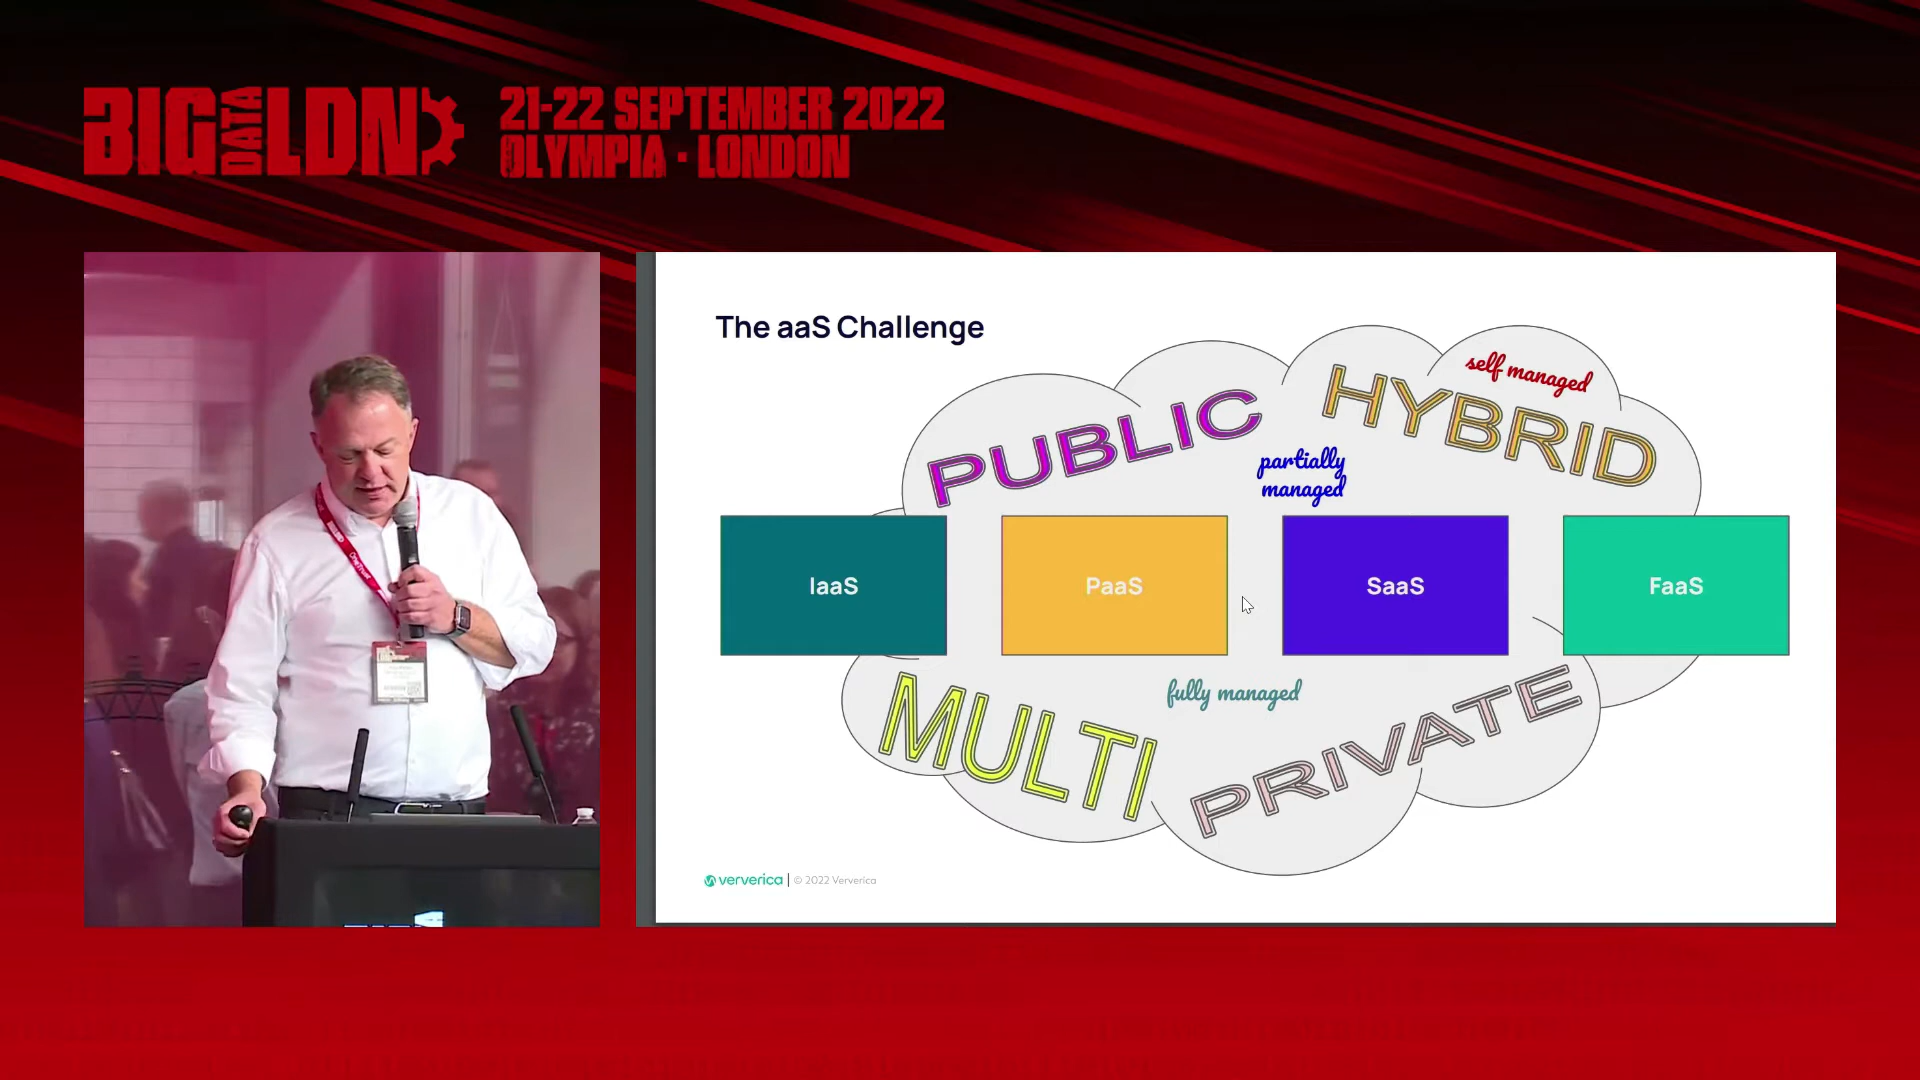 BIG DATA LDN
21-22 SEPTEMBER 2022
OLYMPIA · LONDON
The aaS Challenge
self managed
HYBRID
PUBLIC
partially
managed
IaaS
PaaS
SaaS
FaaS
fully managed
MULTI
PRIVATE
ververica | © 2022 Ververica